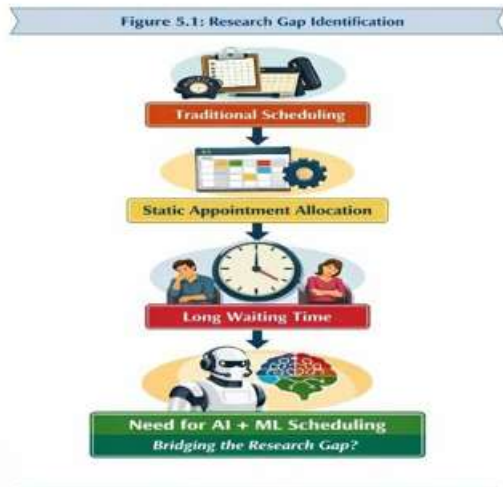 Figure 5.1: Research Gap Identification
Traditional Scheduling
Static Appointment Allocation
Long Waiting Time
Need for AI + ML Scheduling
Bridging the Research Gap?